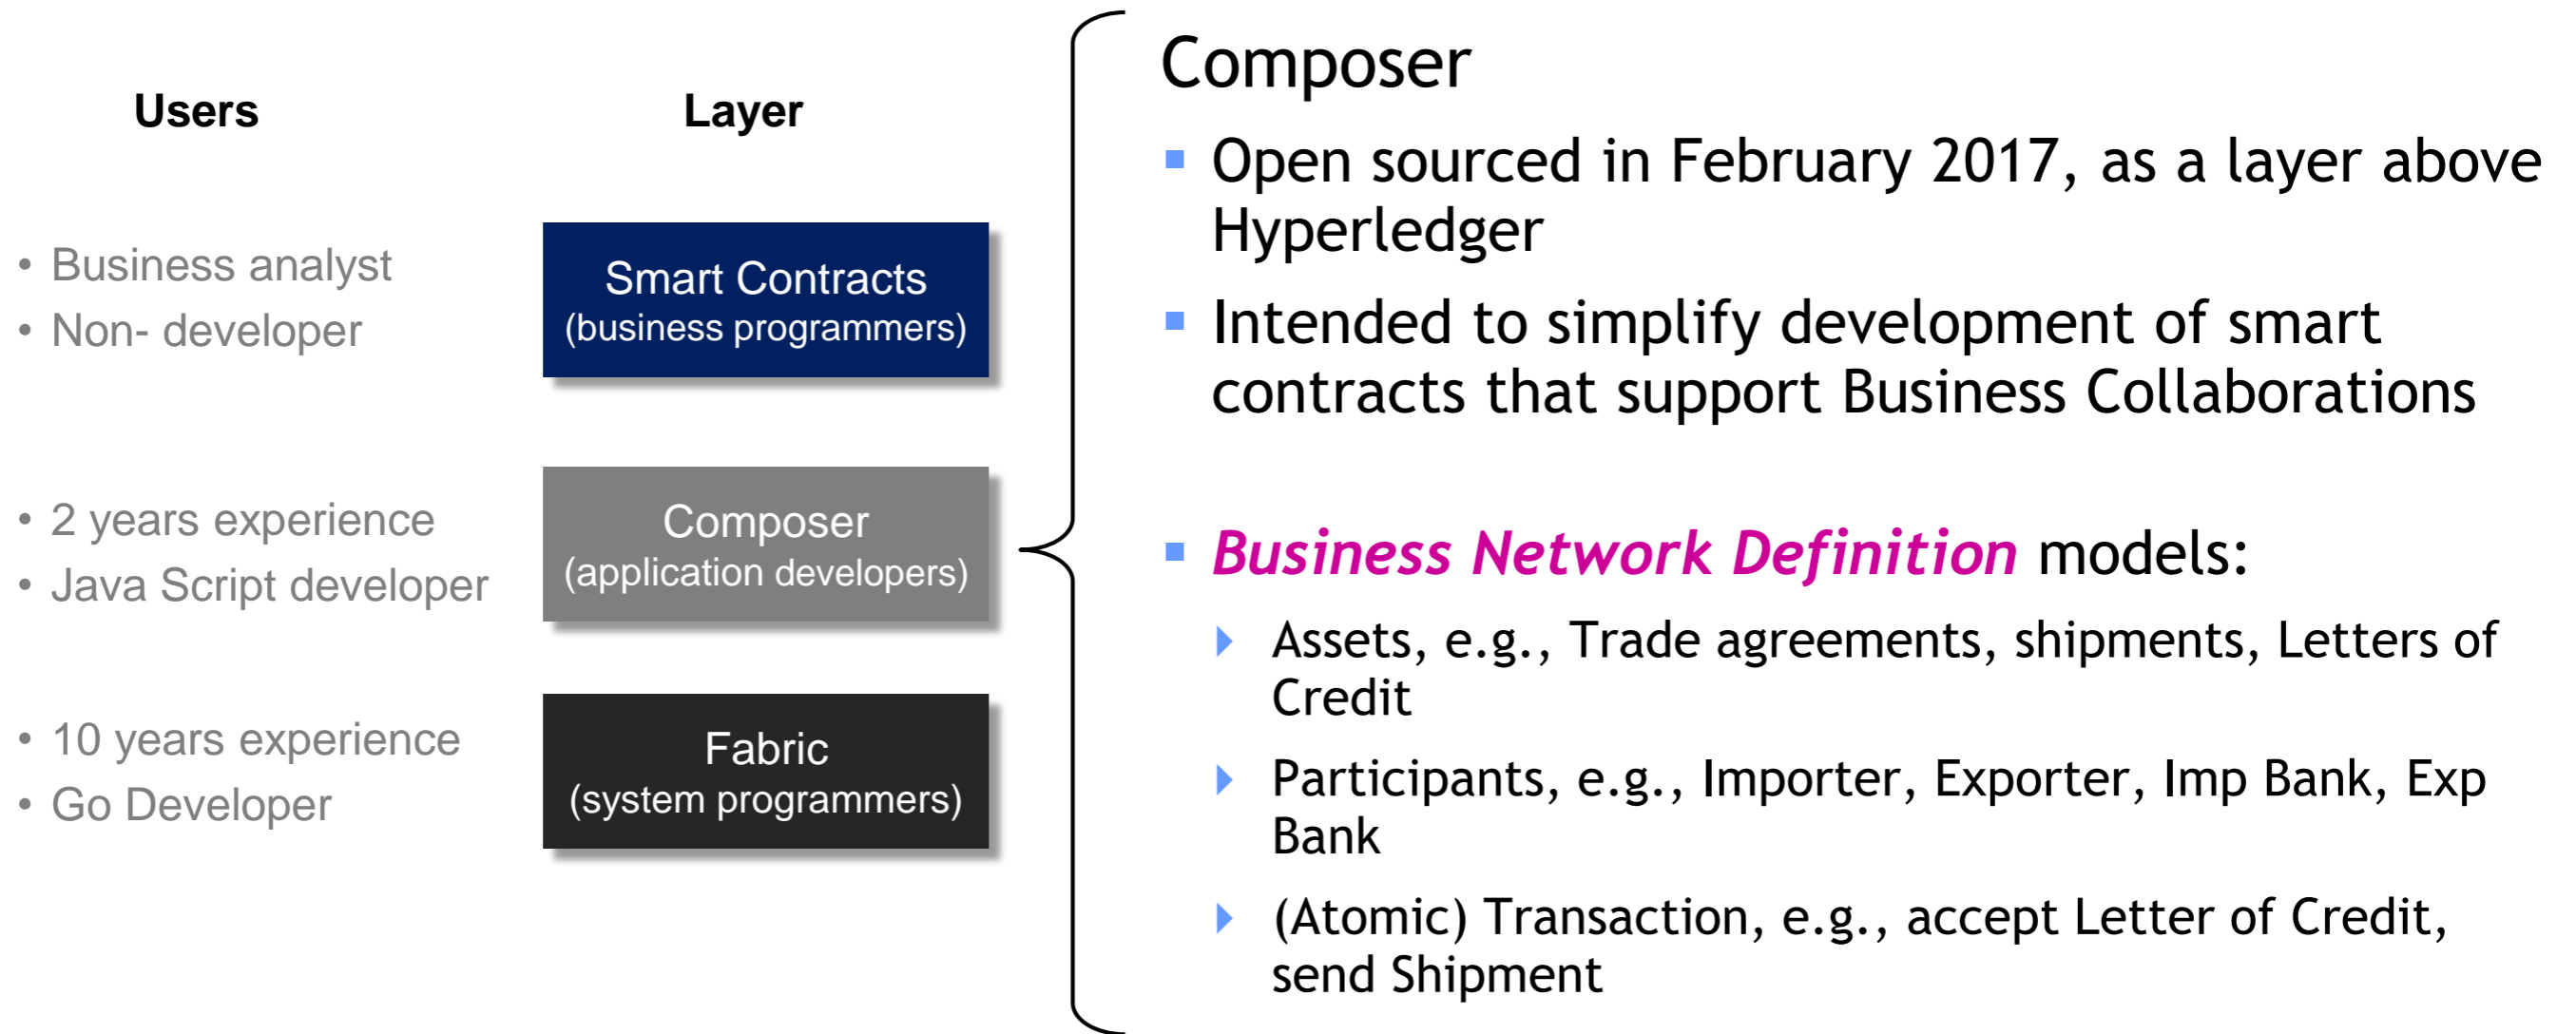 Users
Layer
• Business analyst
• Non- developer
Smart Contracts
(business programmers)
• 2 years experience
• Java Script developer
Composer
(application developers)
• 10 years experience
• Go Developer
Fabric
(system programmers)
Composer
Open sourced in February 2017, as a layer above
Hyperledger
Intended to simplify development of smart
contracts that support Business Collaborations
Business Network Definition models:
Assets, e.g., Trade agreements, shipments, Letters of
Credit
Participants, e.g., Importer, Exporter, Imp Bank, Exp
Bank
(Atomic) Transaction, e.g., accept Letter of Credit,
send Shipment